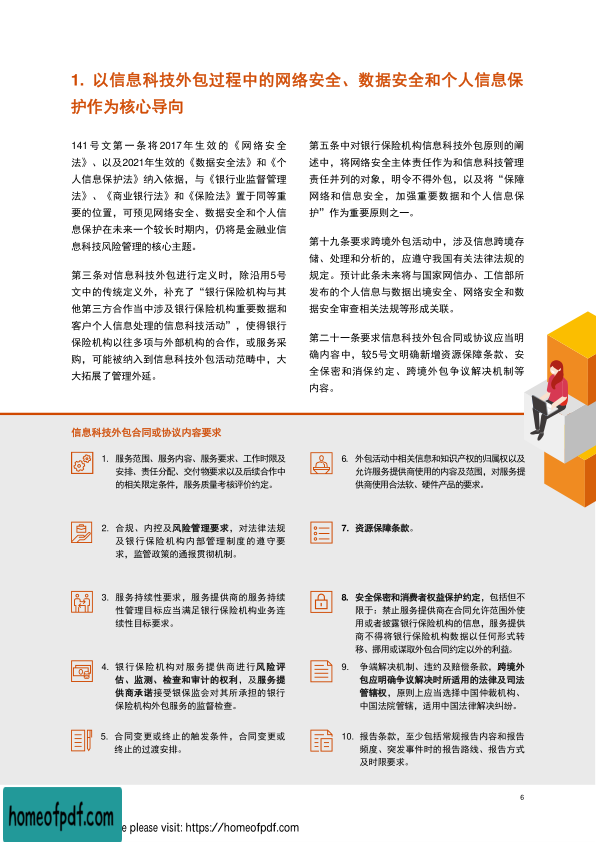 1. 以信息科技外包过程中的网络安全、数据安全和个人信息保
护作为核心导向
141号文第一条将2017年生效的《网络安全
法》、以及2021年生效的《数据安全法》和《个
人信息保护法》纳入依据，与《银行业监督管理
法》、《商业银行法》和《保险法》置于同等重
要的位置，可预见网络安全、数据安全和个人信
息保护在未来一个较长时期内，仍将是金融业信
息科技风险管理的核心主题。
第三条对信息科技外包进行定义时，除沿用5号
文中的传统定义外，补充了“银行保险机构与其
他第三方合作当中涉及银行保险机构重要数据和
客户个人信息处理的信息科技活动”，使得银行
保险机构以往多项与外部机构的合作，或服务采
购，可能被纳入到信息科技外包活动范畴中，大
大拓展了管理外延。
第五条中对银行保险机构信息科技外包原则的阐
述中，将网络安全主体责任作为和信息科技管理
责任并列的对象，明令不得外包，以及将“保障
网络和信息安全，加强重要数据和个人信息保
护”作为重要原则之一。
第十九条要求跨境外包活动中，涉及信息跨境存
储、处理和分析的，应遵守我国有关法律法规的
规定。预计此条未来将与国家网信办、工信部所
发布的个人信息与数据出境安全、网络安全和数
据安全审查相关法规等形成关联。
第二十一条要求信息科技外包合同或协议应当明
确内容中，较5号文明确新增资源保障条款、安
全保密和消保约定、跨境外包争议解决机制等
内容。
信息科技外包合同或协议内容要求
1. 服务范围、服务内容、服务要求、工作时限及
安排、责任分配、交付物要求以及后续合作中
的相关限定条件，服务质量考核评价约定。
2. 合规、内控及风险管理要求，对法律法规
及银行保险机构内部管理制度的遵守要
求，监管政策的通报贯彻机制。
3. 服务持续性要求，服务提供商的服务持续
性管理目标应当满足银行保险机构业务连
续性目标要求。
4. 银行保险机构对服务提供商进行风险评
估、监测、检查和审计的权利，及服务提
供商承诺接受银保监会对其所承担的银行
保险机构外包服务的监督检查。
5. 合同变更或终止的触发条件，合同变更或
终止的过渡安排。
6. 外包活动中相关信息和知识产权的归属权以及
允许服务提供商使用的内容及范围，对服务提
供商使用合法软、硬件产品的要求。
7. 资源保障条款。
8. 安全保密和消费者权益保护约定，包括但不
限于：禁止服务提供商在合同允许范围外使
用或者披露银行保险机构的信息，服务提供
商不得将银行保险机构数据以任何形式转
移、挪用或谋取外包合同约定以外的利益。
9. 争端解决机制、违约及赔偿条款，跨境外
包应明确争议解决时所适用的法律及司法
管辖权，原则上应当选择中国仲裁机构、
中国法院管辖，适用中国法律解决纠纷。
10. 报告条款，至少包括常规报告内容和报告
频度、突发事件时的报告路线、报告方式
及时限要求。
6
homeofpdf.com
e please visit: https://homeofpdf.com